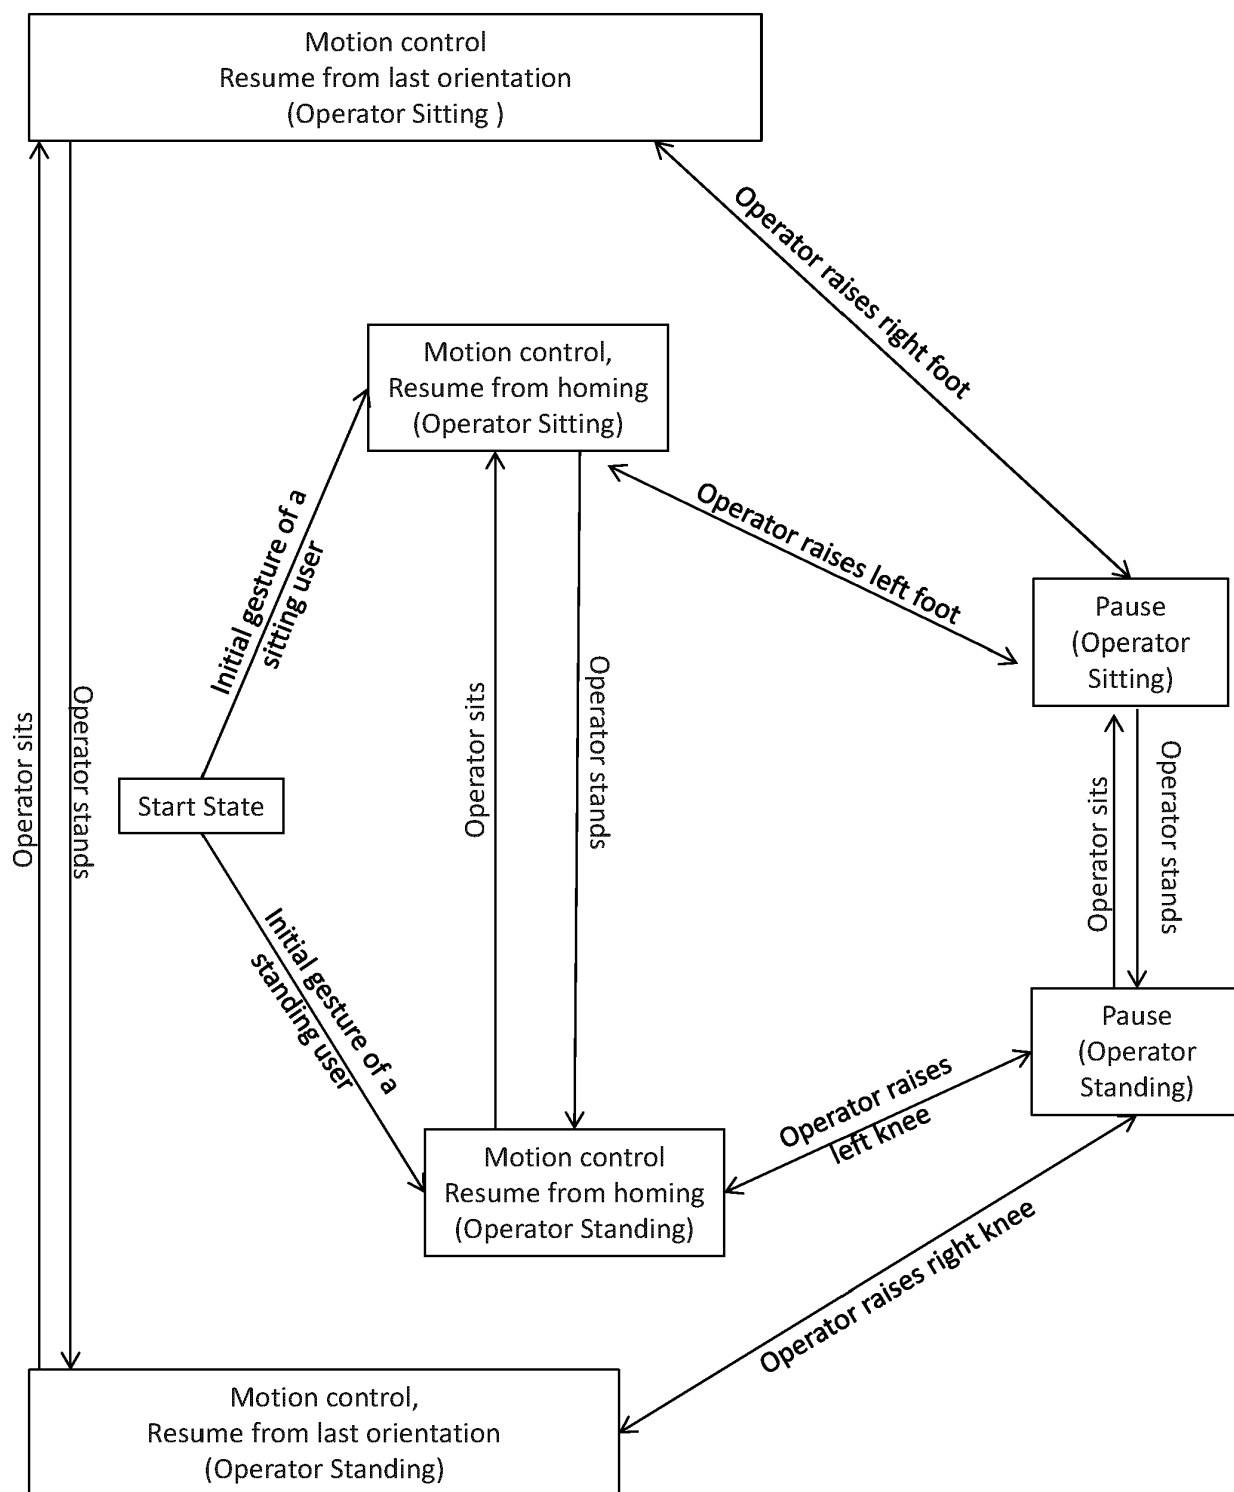 Motion control
Resume from last orientation
(Operator Sitting )
Operator raises right foot
Motion control,
Resume from homing
(Operator Sitting)
Initial gesture of a
sitting user
Operator raises left foot
Pause
(Operator
Sitting)
Operator sits
Operator stands
Operator sits
Operator stands
Operator sits
Operator stands
Start State
Initial gesture of a
standing user
Pause
(Operator
Standing)
Operator raises
left knee
Motion control
Resume from homing
(Operator Standing)
Operator raises right knee
Motion control,
Resume from last orientation
(Operator Standing)